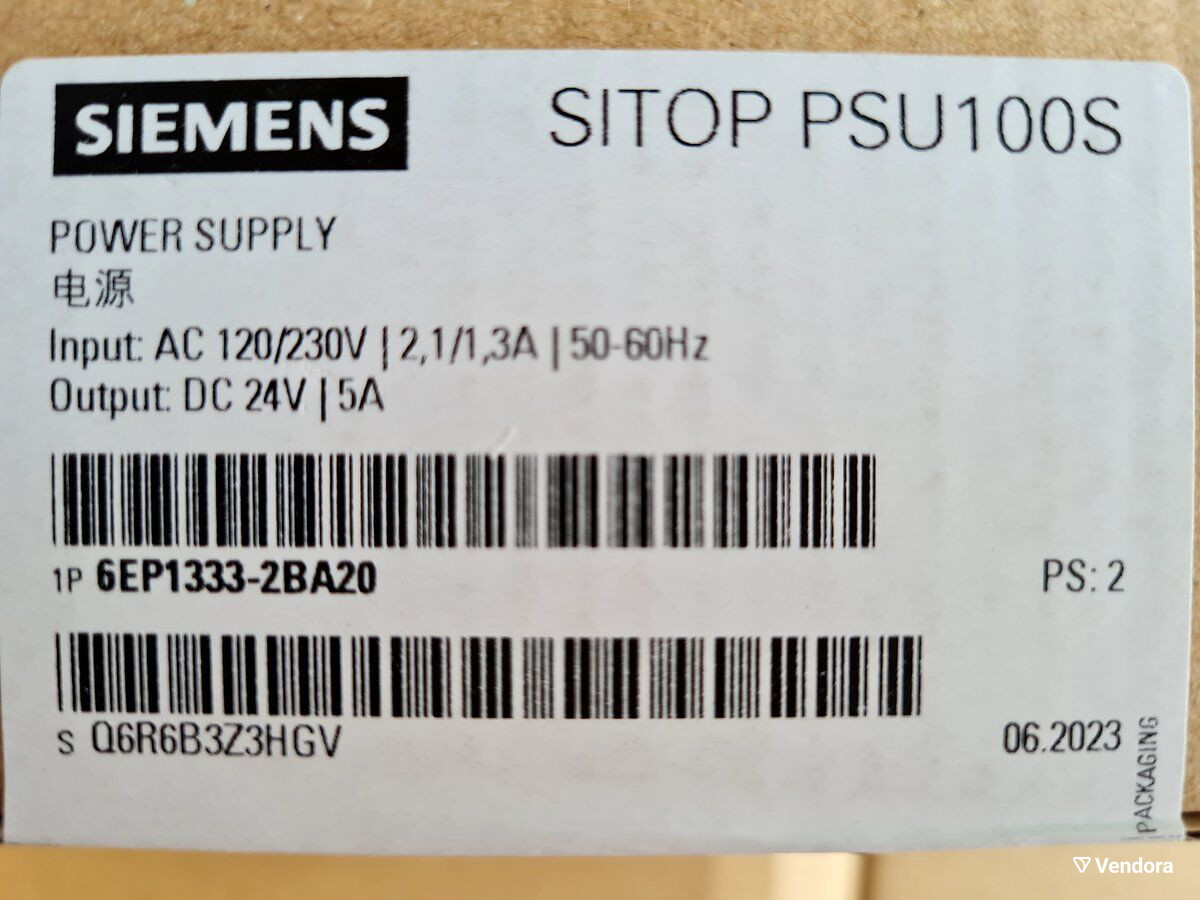 SIEMENS
SITOP PSU100S
POWER SUPPLY
电源
Input: AC 120/230V | 2,1/1,3A | 50-60Hz
Output: DC 24V | 5A
1P 6EP1333-2BA20
PS: 2
S Q6R6B3Z3HGV
06.2023
PACKAGING
Vendora